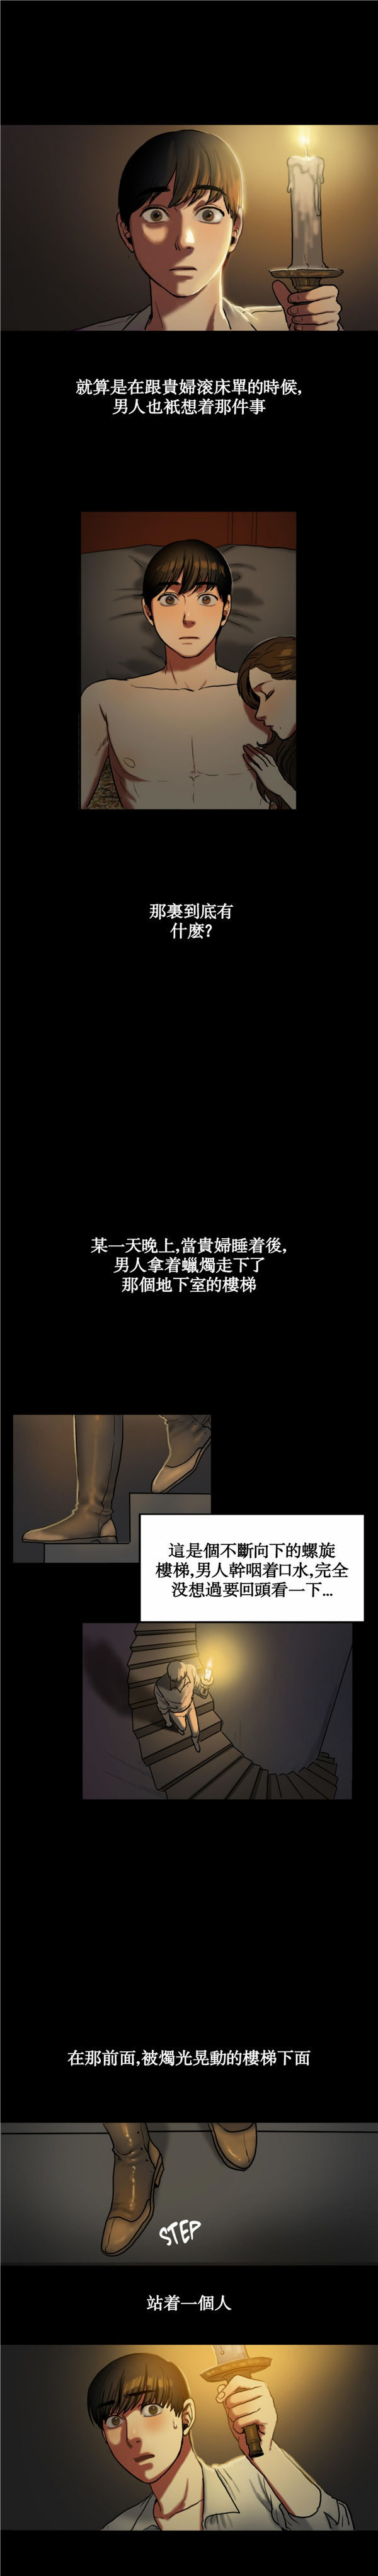 就算是在跟貴婦滚床單的時候,
男人也衹想着那件事
那裏到底有
什麽?
某一天晚上,當貴婦睡着後,
男人拿着蠟燭走下了
那個地下室的樓梯
這是個不斷向下的螺旋
樓梯,男人幹咽着口水,完全
没想過要回頭看一下...
在那前面,被燭光晃動的樓梯下面
STEP
站着一個人